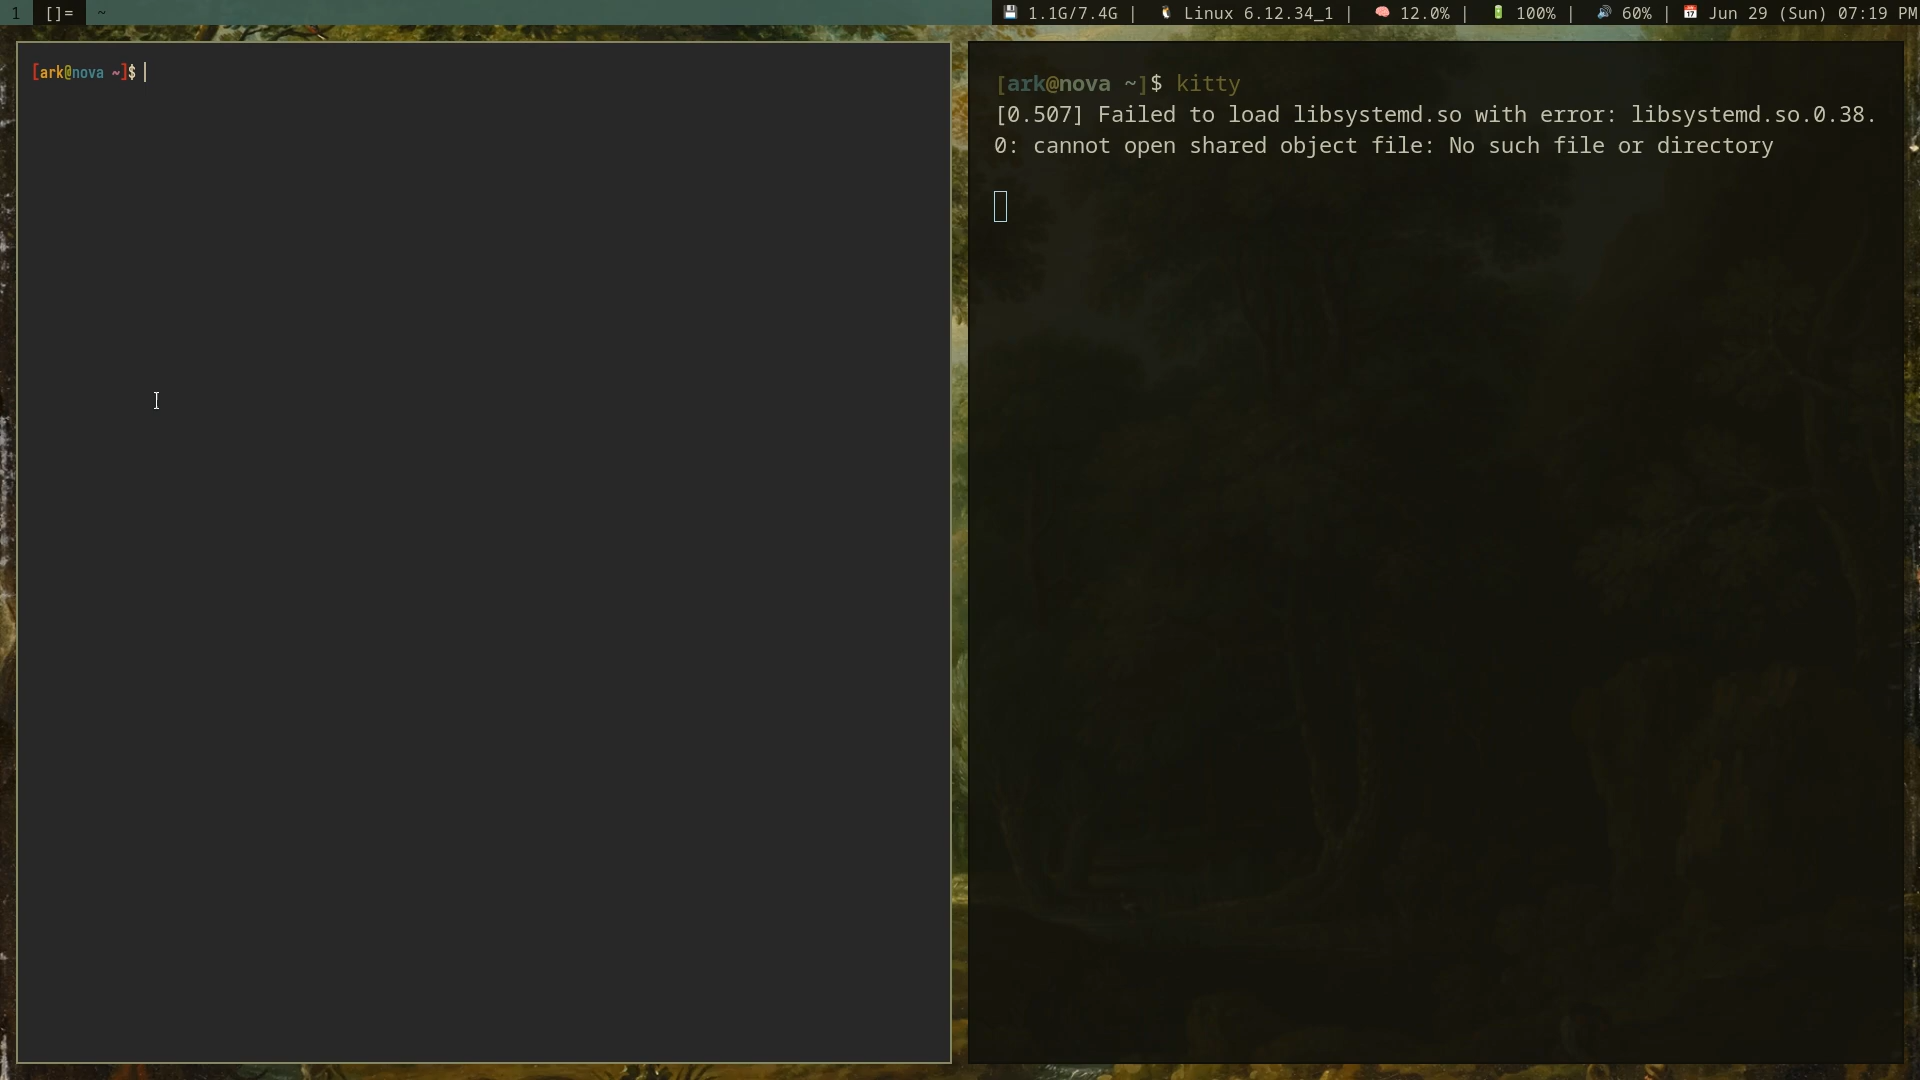 1 []= ~ 1.1G/7.4G | Linux 6.12.34_1 | 12.0% | 100% | 60% | Jun 29 (Sun) 07:19 PM
[ark@nova ~]$
[ark@nova ~]$ kitty
[0.507] Failed to load libsystemd.so with error: libsystemd.so.0.38.
0: cannot open shared object file: No such file or directory